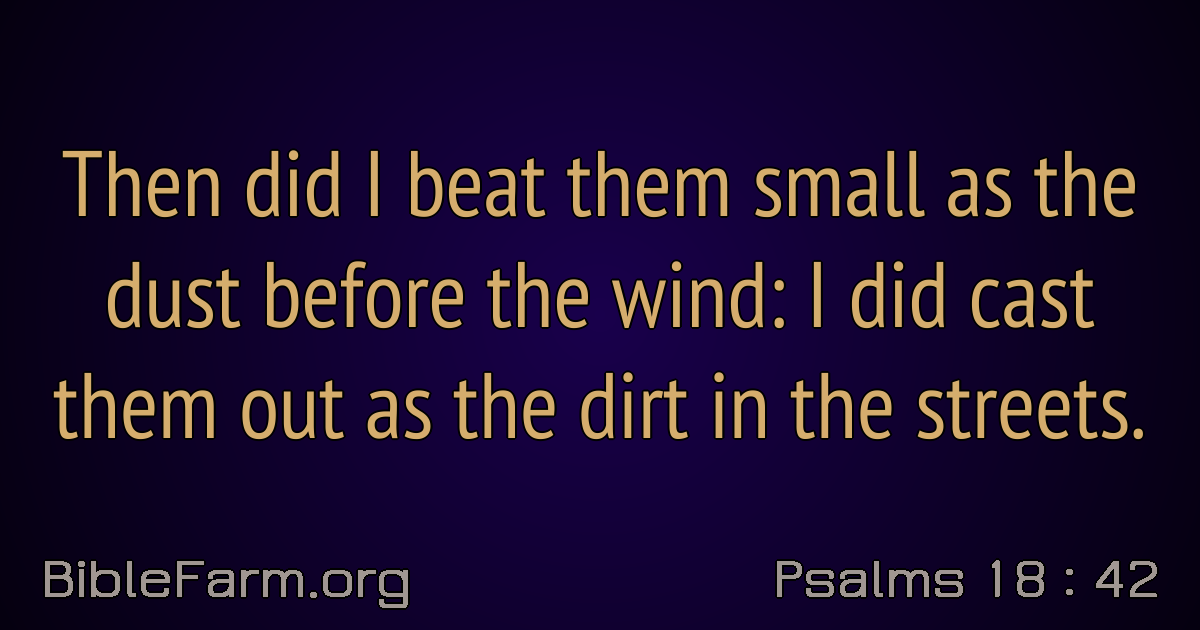 Then did I beat them small as the
dust before the wind: I did cast
them out as the dirt in the streets.
BibleFarm.org
Psalms 18 : 42